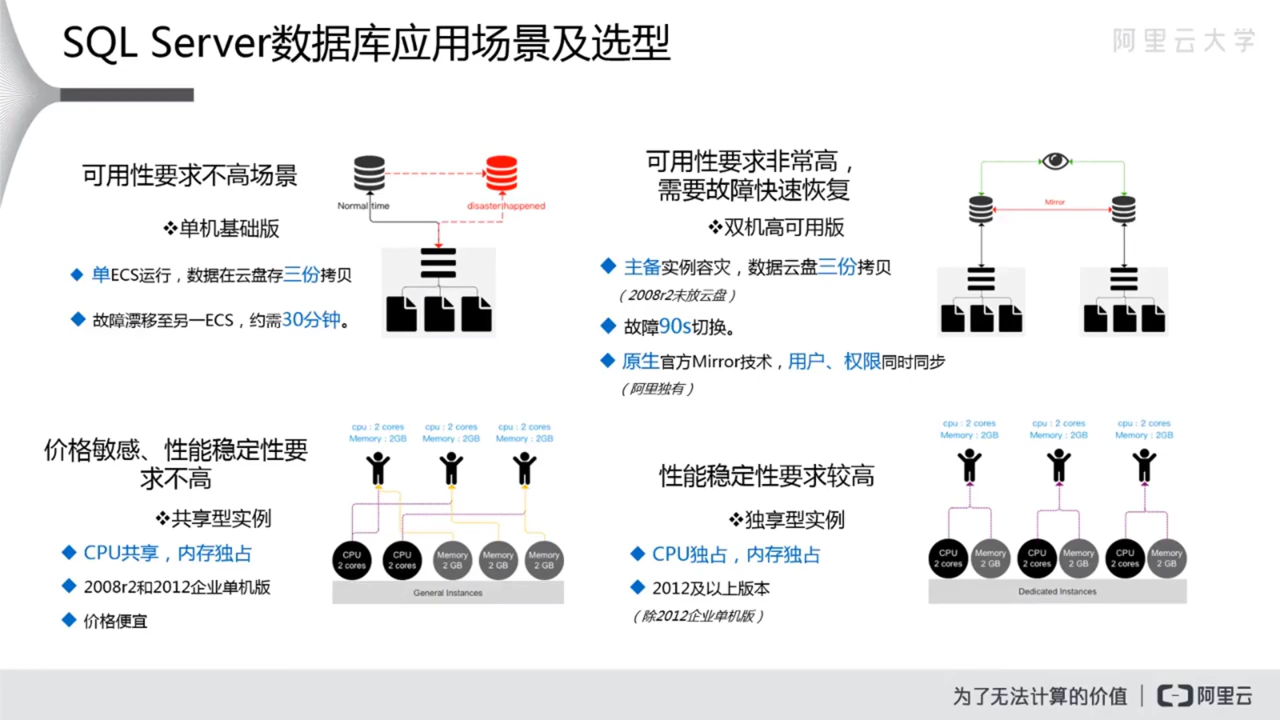 SQL Server数据库应用场景及选型
阿里云大学
可用性要求不高场景
❖单机基础版
◆ 单ECS运行，数据在云盘存三份拷贝
◆ 故障漂移至另一ECS，约需30分钟。
Normal time
disaster happened
可用性要求非常高，
需要故障快速恢复
❖双机高可用版
◆ 主备实例容灾，数据云盘三份拷贝
（2008r2未放云盘）
◆ 故障90s切换。
◆ 原生官方Mirror技术，用户、权限同时同步
（阿里独有）
Mirror
价格敏感、性能稳定性要
求不高
❖共享型实例
◆ CPU共享，内存独占
◆ 2008r2和2012企业单机版
◆ 价格便宜
cpu：2 cores cpu：2 cores cpu：2 cores
Memory：2GB Memory：2GB Memory：2GB
CPU CPU Memory Memory Memory
2 cores 2 cores 2 GB 2 GB 2 GB
General Instances
性能稳定性要求较高
❖独享型实例
◆ CPU独占，内存独占
◆ 2012及以上版本
（除2012企业单机版）
cpu：2 cores cpu：2 cores cpu：2 cores
Memory：2GB Memory：2GB Memory：2GB
CPU Memory CPU Memory CPU Memory
2 cores 2 GB 2 cores 2 GB 2 cores 2 GB
Dedicated Instances
为了无法计算的价值 | 阿里云